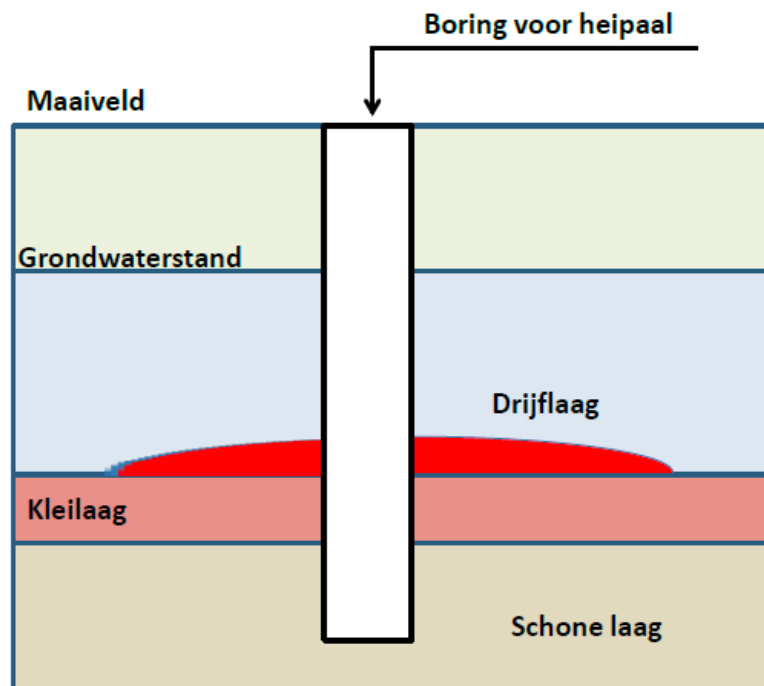 Boring voor heipaal
Maaiveld
Grondwaterstand
Drijflaag
Kleilaag
Schone laag